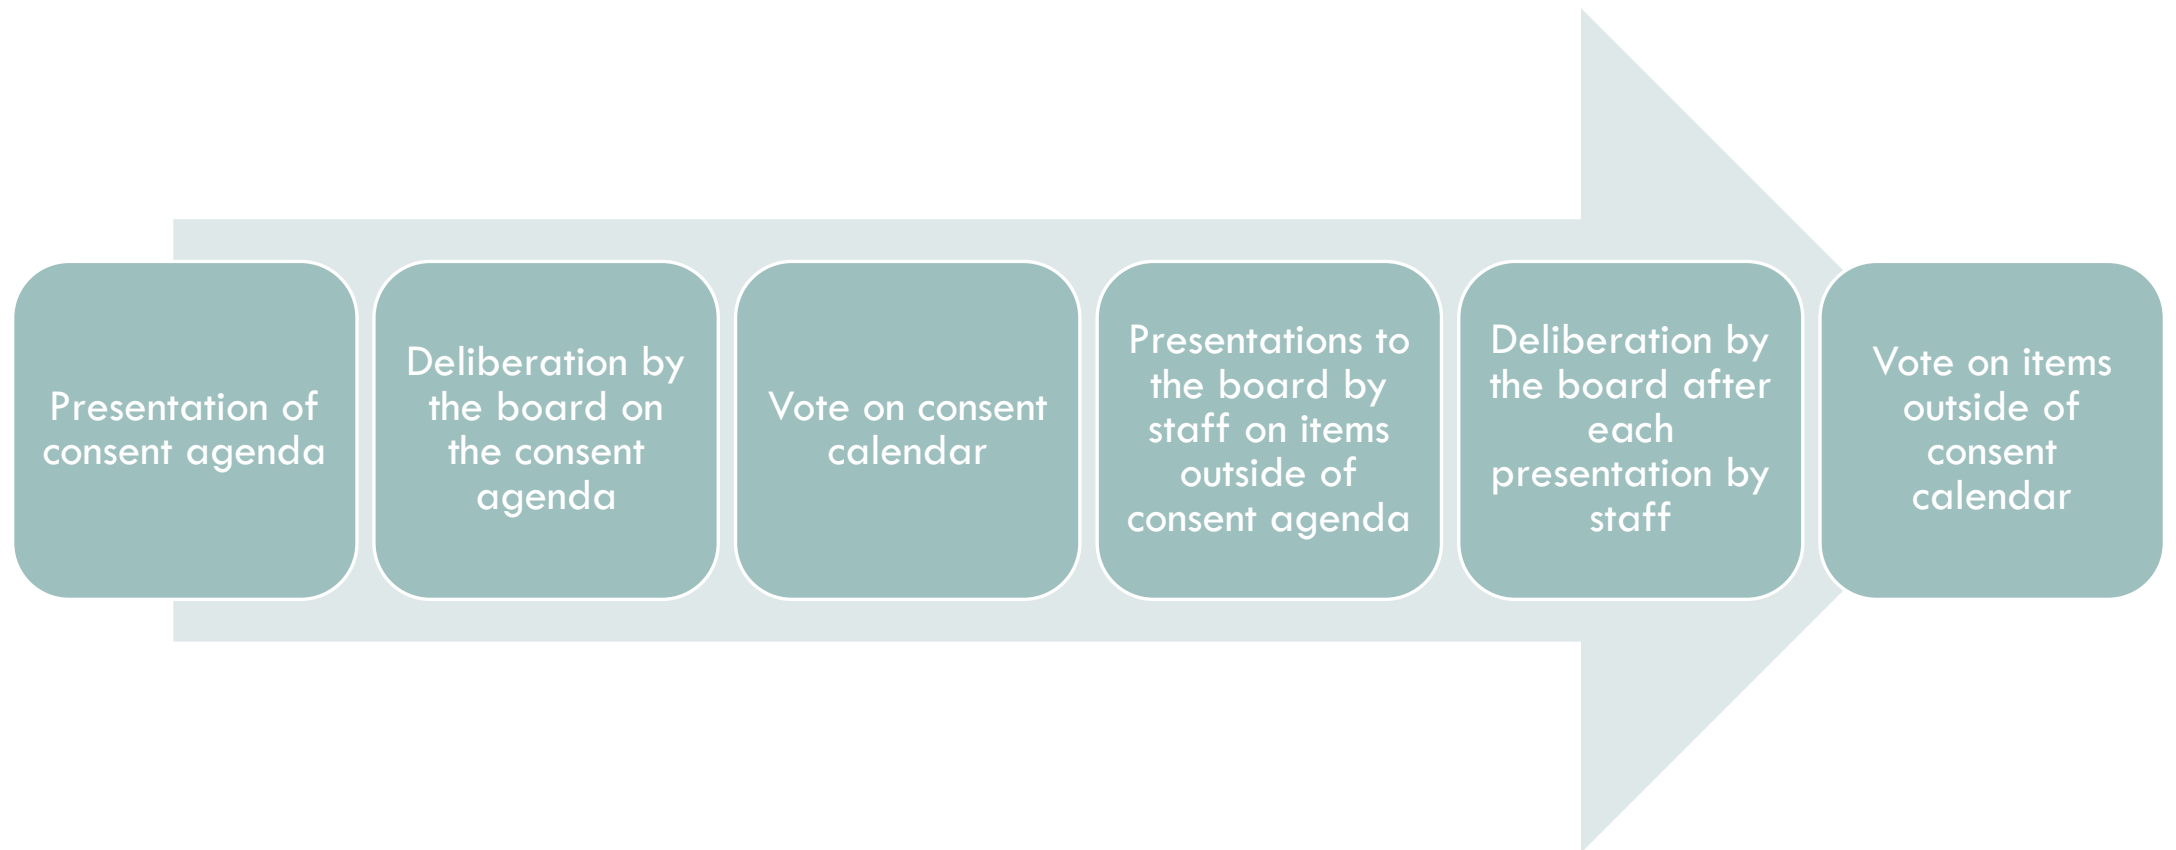 Presentation of
consent agenda
Deliberation by
the board on
the consent
agenda
Vote on consent
calendar
Presentations to
the board by
staff on items
outside of
consent agenda
Deliberation by
the board after
each
presentation by
staff
Vote on items
outside of
consent
calendar